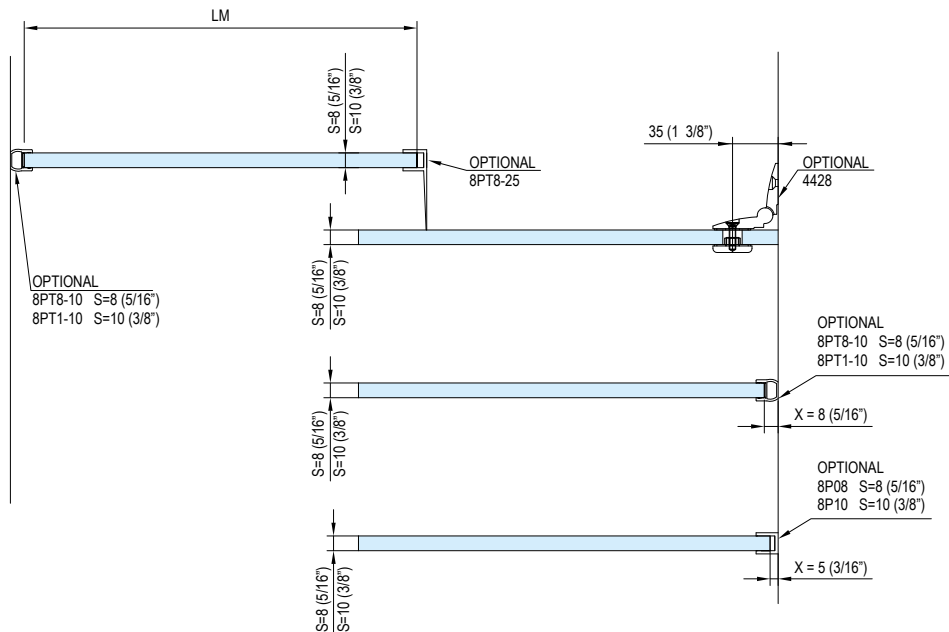 LM
S=8 (5/16”)
S=10 (3/8”)
35 (1 3/8”)
OPTIONAL
8PT8-25
OPTIONAL
4428
OPTIONAL
8PT8-10 S=8 (5/16”)
8PT1-10 S=10 (3/8”)
S=8 (5/16”)
S=10 (3/8”)
OPTIONAL
8PT8-10 S=8 (5/16”)
8PT1-10 S=10 (3/8”)
S=8 (5/16”)
S=10 (3/8”)
X = 8 (5/16”)
OPTIONAL
8P08 S=8 (5/16”)
8P10 S=10 (3/8”)
S=8 (5/16”)
S=10 (3/8”)
X = 5 (3/16”)